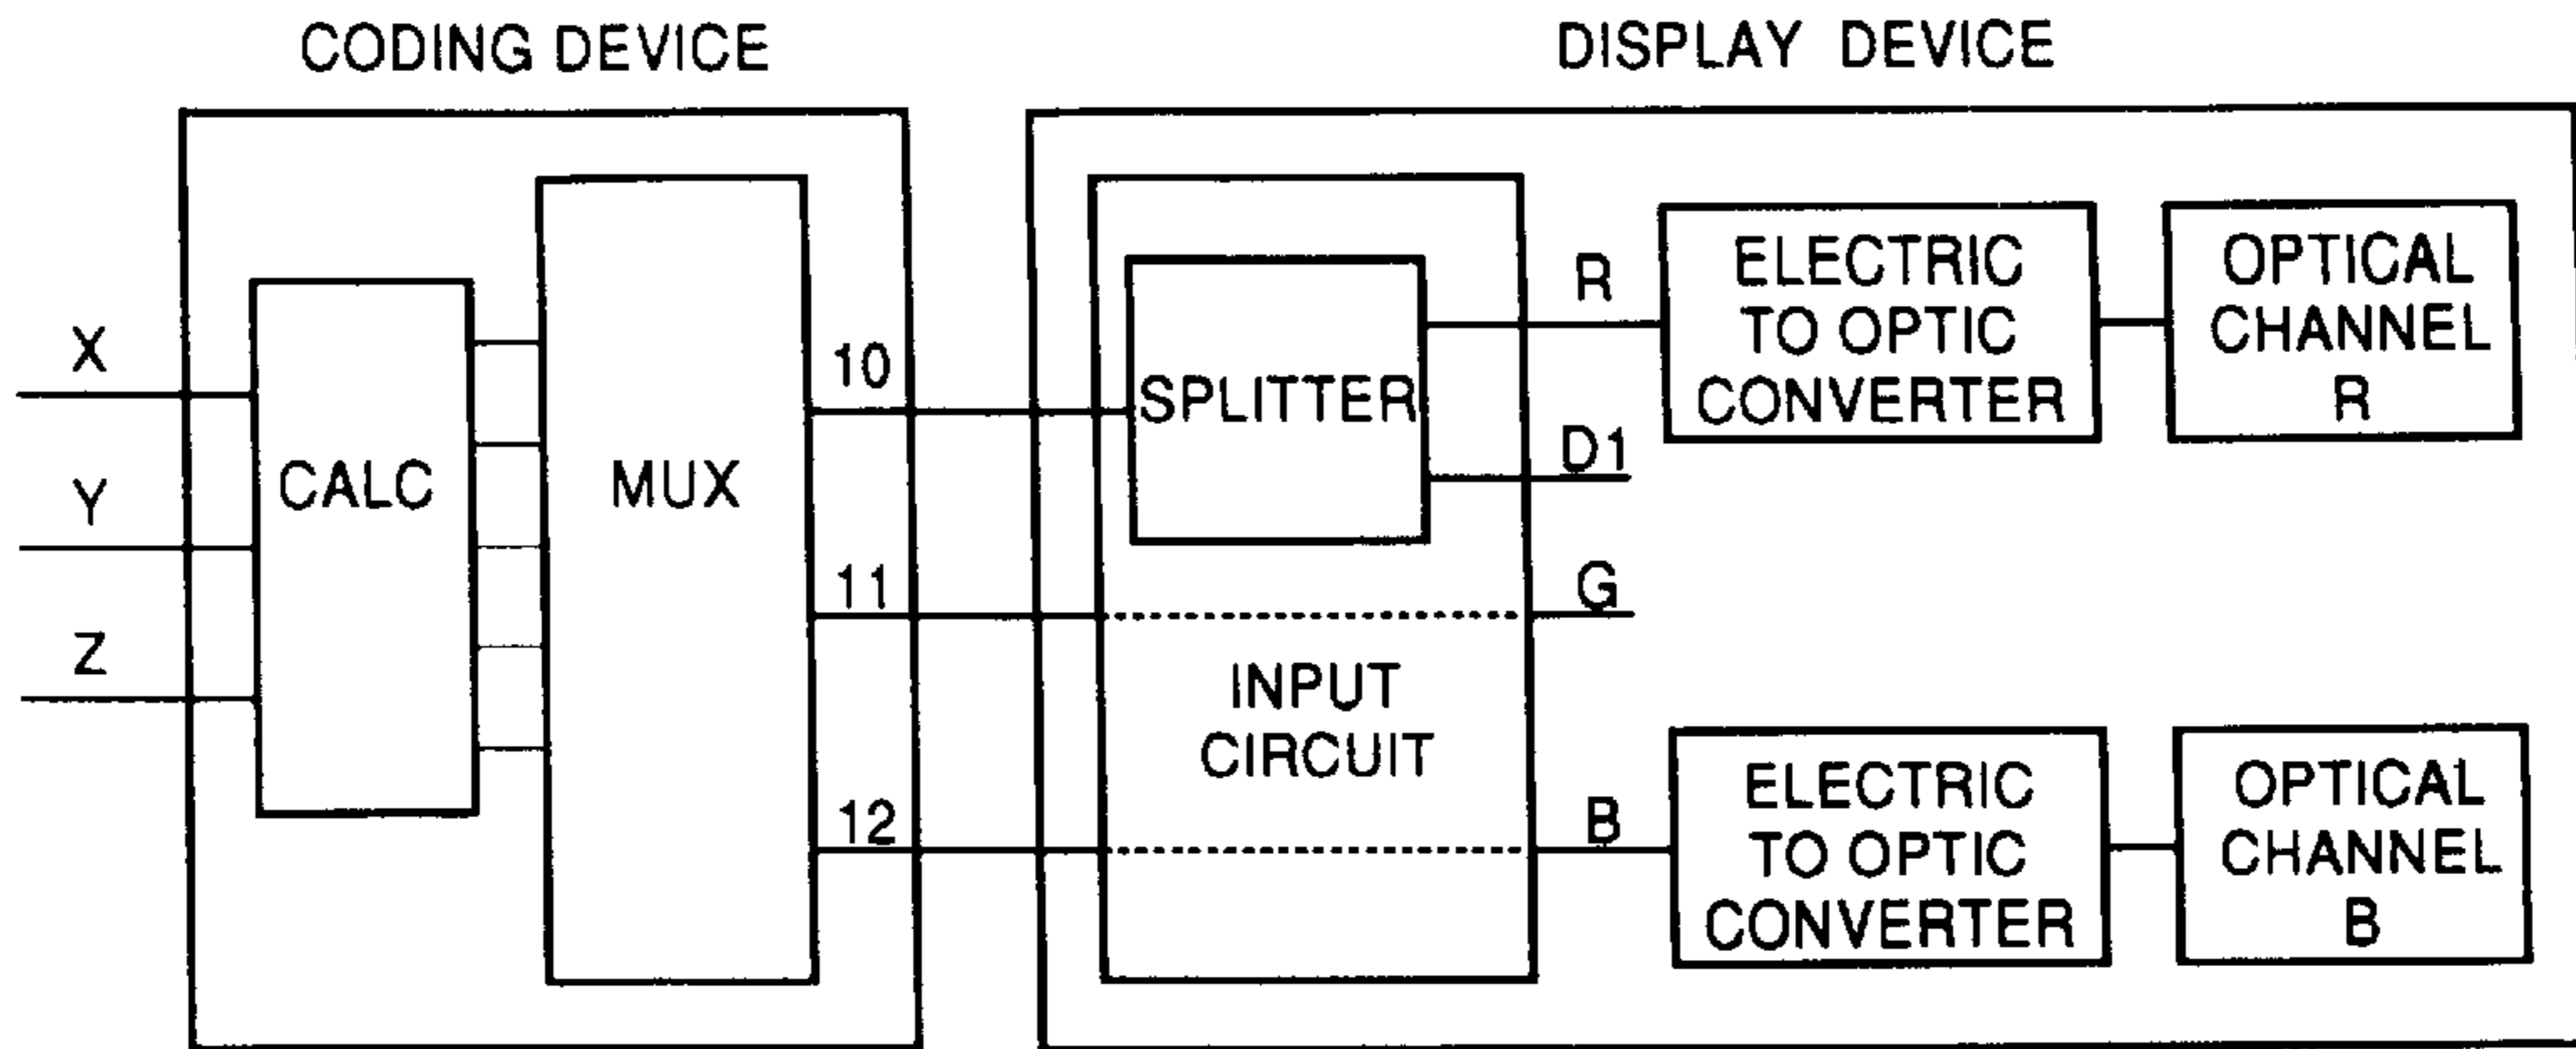 CODING DEVICE
DISPLAY DEVICE
X
Y
Z
CALC
MUX
10
11
12
SPLITTER
INPUT
CIRCUIT
R
D1
G
B
ELECTRIC
TO OPTIC
CONVERTER
OPTICAL
CHANNEL
R
ELECTRIC
TO OPTIC
CONVERTER
OPTICAL
CHANNEL
B